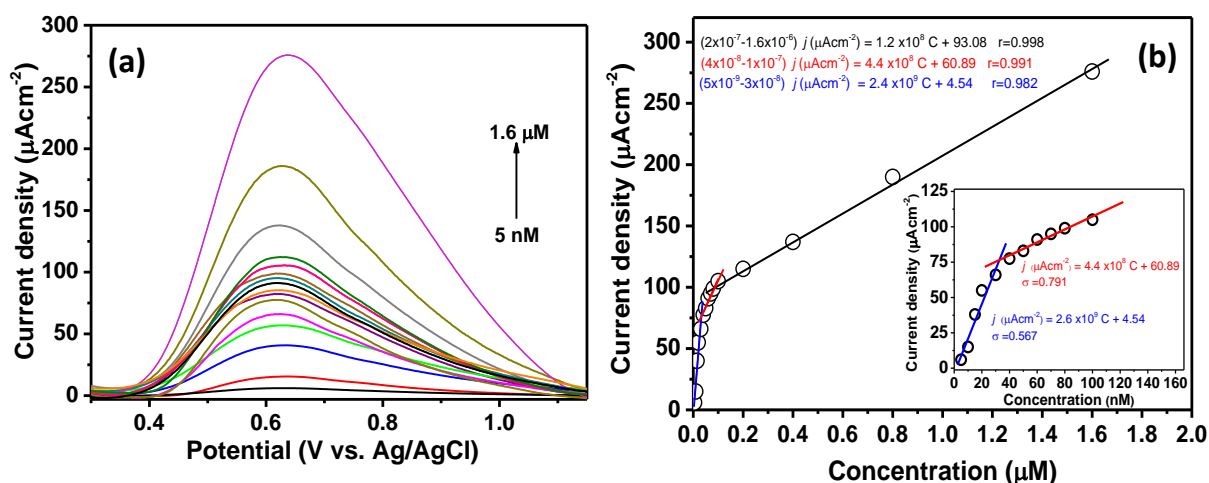 (a)
300
250
200
150
100
50
0
Current density (µAcm⁻²)
1.6 µM
5 nM
0.4 0.6 0.8 1.0
Potential (V vs. Ag/AgCl)
(b)
300
250
200
150
100
50
0
Current density (µAcm⁻²)
(2x10⁻⁷-1.6x10⁻⁶) j (µAcm⁻²) = 1.2 x10⁸ C + 93.08 r=0.998
(4x10⁻⁸-1x10⁻⁷) j (µAcm⁻²) = 4.4 x10⁸ C + 60.89 r=0.991
(5x10⁻⁹-3x10⁻⁸) j (µAcm⁻²) = 2.4 x10⁹ C + 4.54 r=0.982
125
100
75
50
25
0
Current density (µAcm⁻²)
j (µAcm⁻²) = 4.4 x10⁸ C + 60.89
σ =0.791
j (µAcm⁻²) = 2.6 x10⁹ C + 4.54
σ =0.567
0 20 40 60 80 100 120 140 160
Concentration (nM)
0.0 0.2 0.4 0.6 0.8 1.0 1.2 1.4 1.6 1.8 2.0
Concentration (µM)